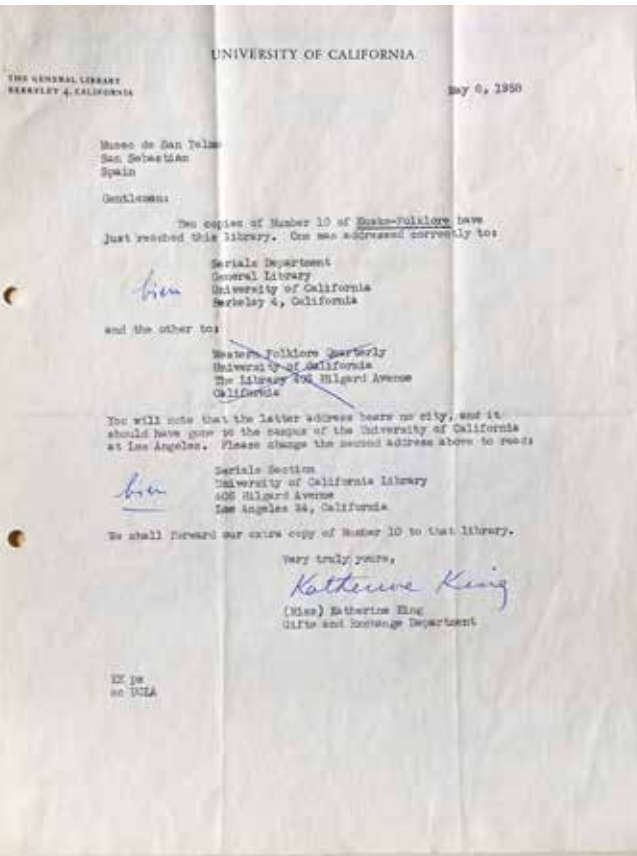 UNIVERSITY OF CALIFORNIA
THE GENERAL LIBRARY
BERKELEY 4, CALIFORNIA
May 6, 1958
Museo de San Telmo
San Sebastian
Spain
Gentlemen:
Two copies of Number 10 of Eusko-Folklore have
just reached this library. One was addressed correctly to:
Serials Department
General Library
bien
University of California
Berkeley 4, California
and the other to:
Western Folklore Quarterly
University of California
The Library 405 Hilgard Avenue
California
You will note that the latter address bears no city, and it
should have gone to the campus of the University of California
at Los Angeles. Please change the second address above to read:
Serials Section
bien
University of California Library
405 Hilgard Avenue
Los Angeles 24, California
We shall forward our extra copy of Number 10 to that library.
Very truly yours,
Katherine King
(Miss) Katherine King
Gifts and Exchange Department
KK
cc UCLA